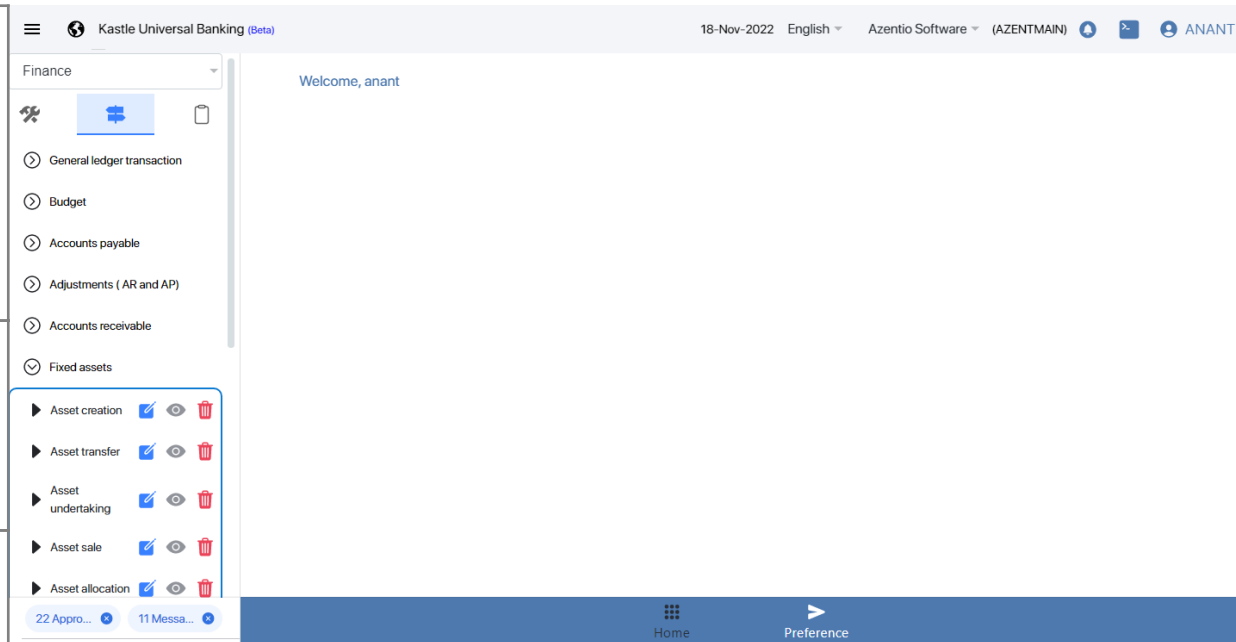 Kastle Universal Banking (Beta)
18-Nov-2022 English Azentio Software (AZENTMAIN) ANANT
Finance
Welcome, anant
General ledger transaction
Budget
Accounts payable
Adjustments ( AR and AP)
Accounts receivable
Fixed assets
Asset creation
Asset transfer
Asset
undertaking
Asset sale
Asset allocation
22 Appro... 11 Messa...
Home Preference